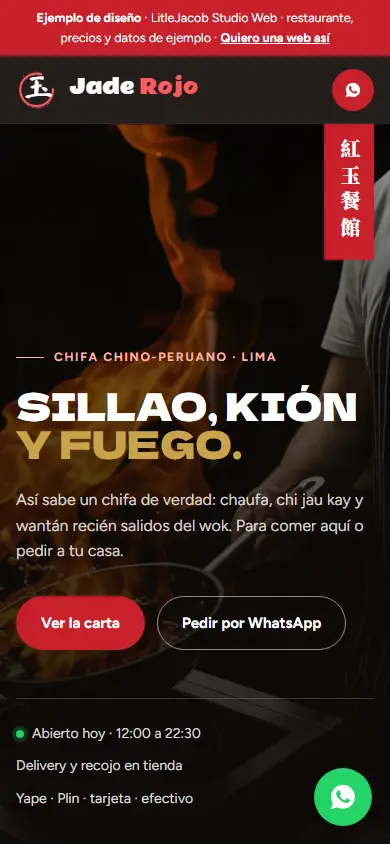 Ejemplo de diseño · LitleJacob Studio Web · restaurante,
precios y datos de ejemplo · Quiero una web así
玉 Jade Rojo
紅玉餐館
CHIFA CHINO-PERUANO · LIMA
SILLAO, KIÓN
Y FUEGO.
Así sabe un chifa de verdad: chaufa, chi jau kay y
wantán recién salidos del wok. Para comer aquí o
pedir a tu casa.
Ver la carta
Pedir por WhatsApp
Abierto hoy · 12:00 a 22:30
Delivery y recojo en tienda
Yape · Plin · tarjeta · efectivo